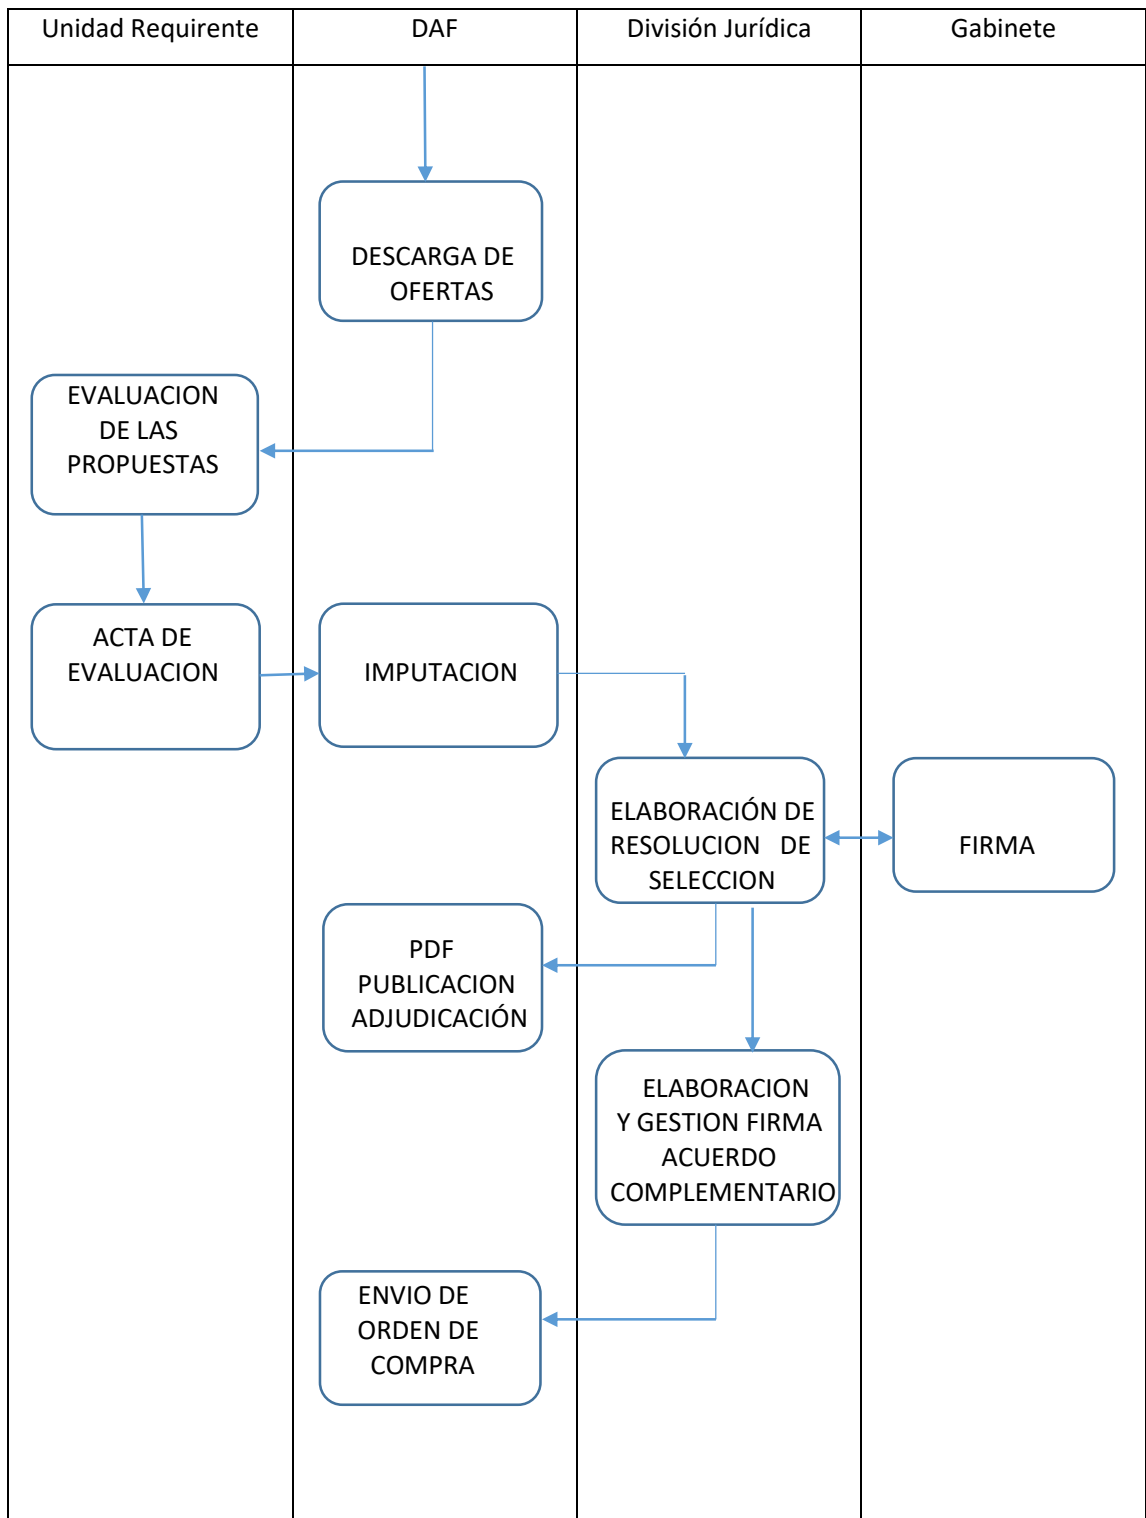 Unidad Requirente
DAF
División Jurídica
Gabinete
DESCARGA DE
OFERTAS
EVALUACION
DE LAS
PROPUESTAS
ACTA DE
EVALUACION
IMPUTACION
ELABORACIÓN DE
RESOLUCION DE
SELECCION
FIRMA
PDF
PUBLICACION
ADJUDICACIÓN
ELABORACION
Y GESTION FIRMA
ACUERDO
COMPLEMENTARIO
ENVIO DE
ORDEN DE
COMPRA